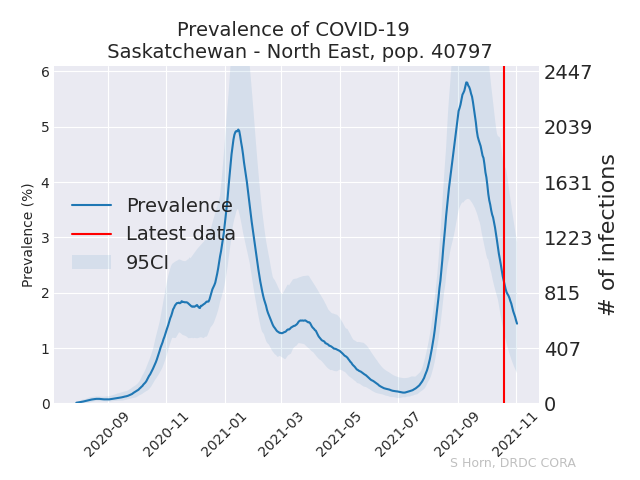 Prevalence of COVID-19
Saskatchewan - North East, pop. 40797
6
5
4
3
2
1
0
Prevalence (%)
2447
2039
1631
1223
815
407
0
# of infections
Prevalence
Latest data
95CI
2020-09
2020-11
2021-01
2021-03
2021-05
2021-07
2021-09
2021-11
S Horn, DRDC CORA